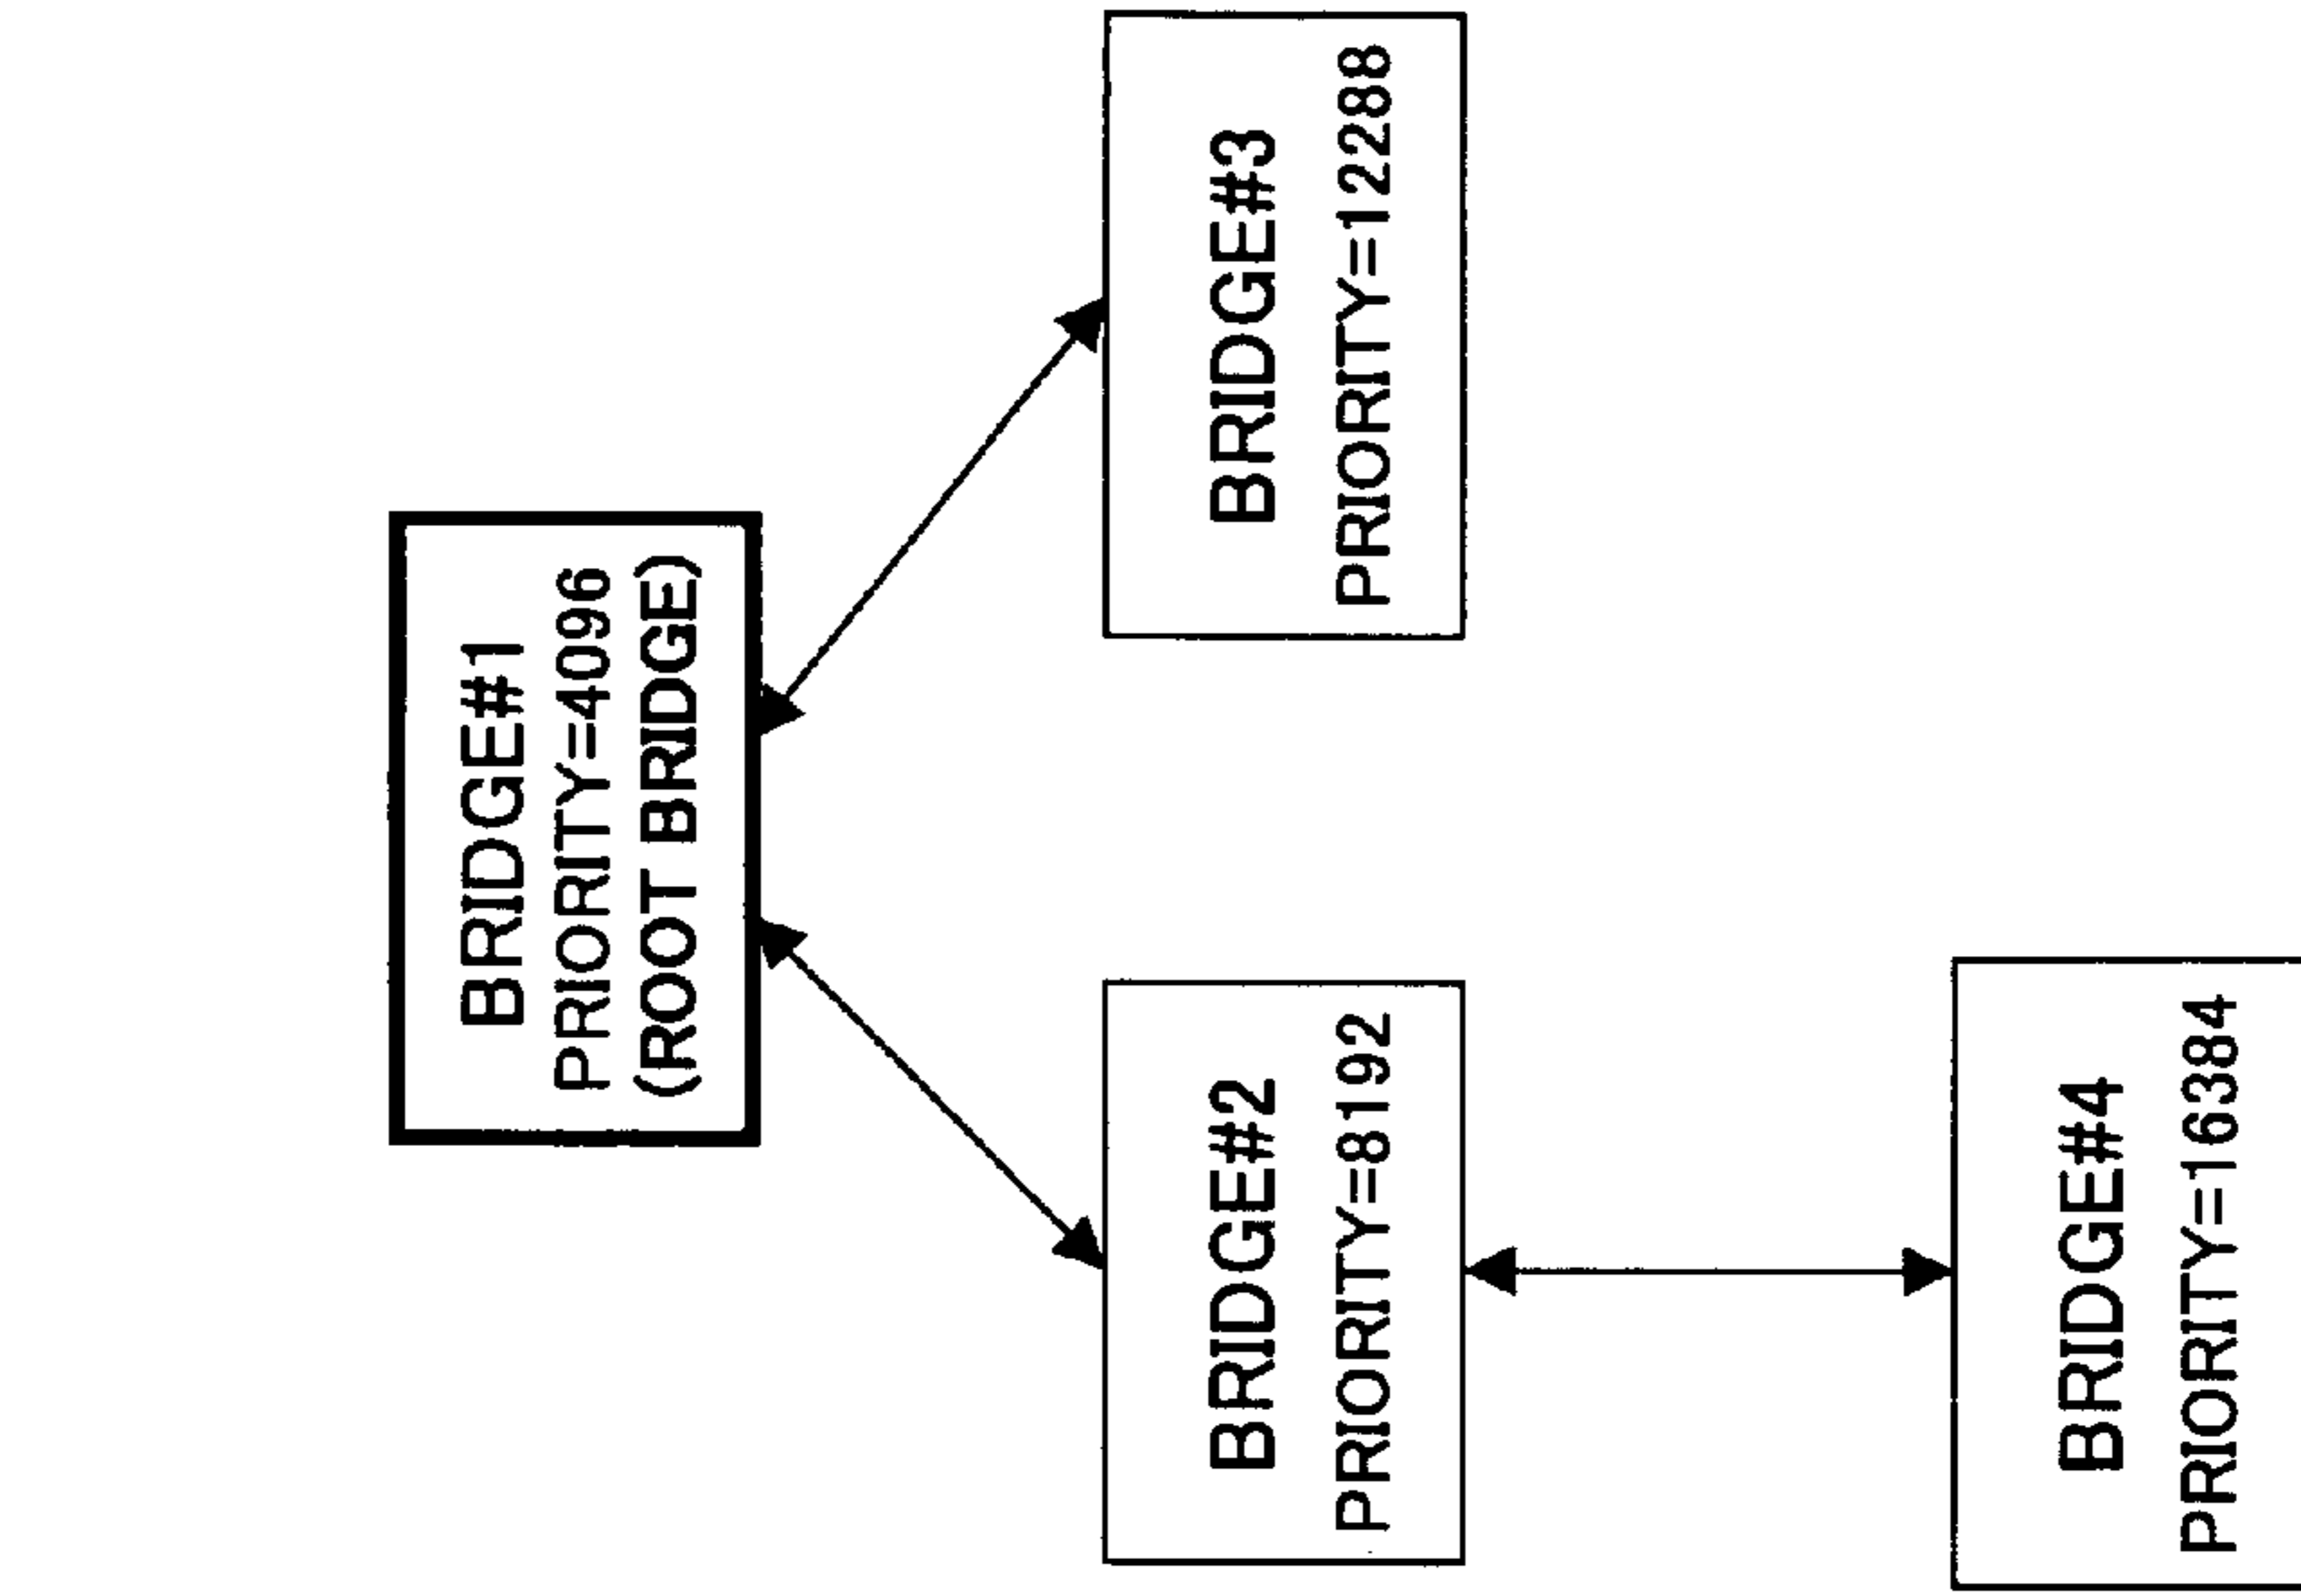 BRIDGE#1
PRIORITY=4096
(ROOT BRIDGE)
BRIDGE#2
PRIORITY=8192
BRIDGE#3
PRIORITY=12288
BRIDGE#4
PRIORITY=16384